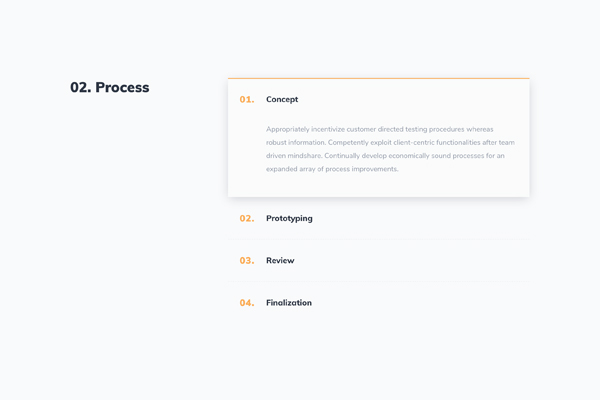 02. Process
01. Concept
Appropriately incentivize customer directed testing procedures whereas
robust information. Competently exploit client-centric functionalities after team
driven mindshare. Continually develop economically sound processes for an
expanded array of process improvements.
02. Prototyping
03. Review
04. Finalization